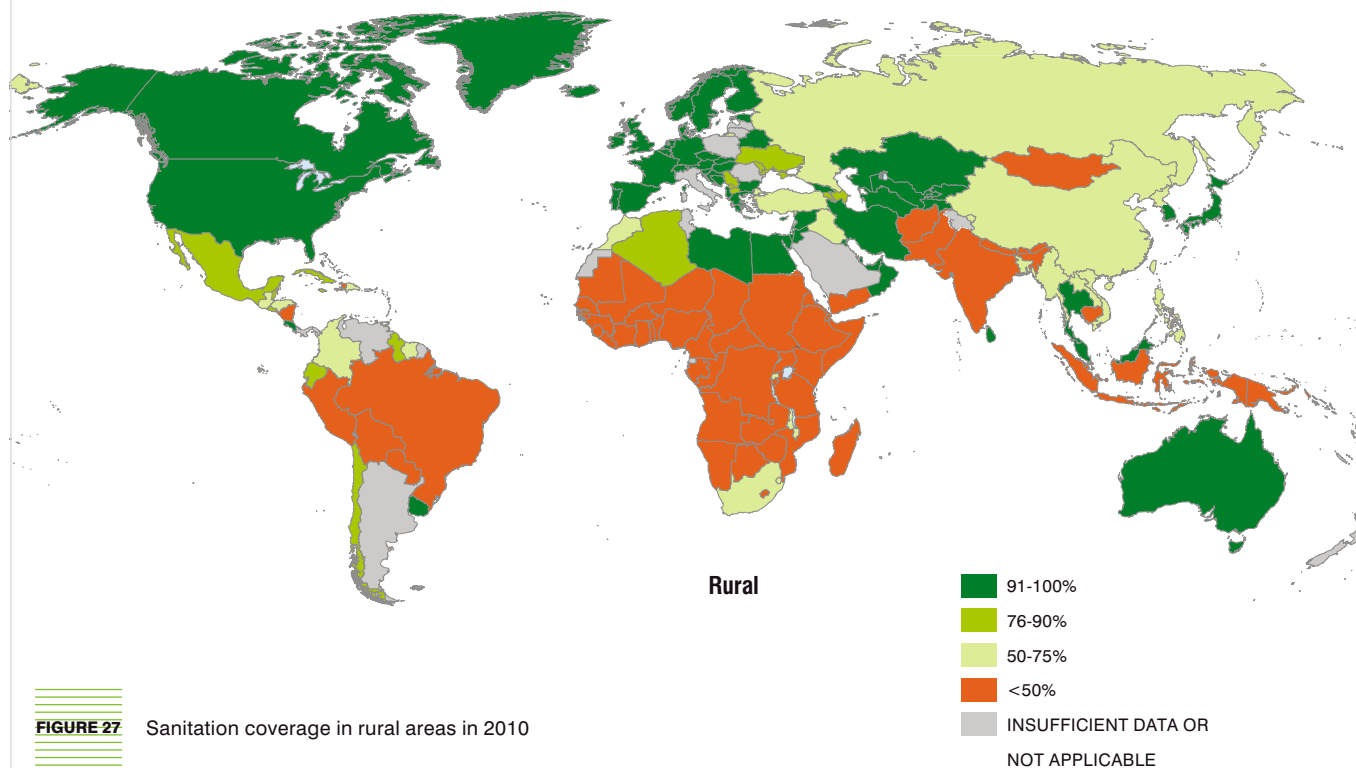 Rural
91-100%
76-90%
50-75%
<50%
INSUFFICIENT DATA OR
NOT APPLICABLE
FIGURE 27 Sanitation coverage in rural areas in 2010